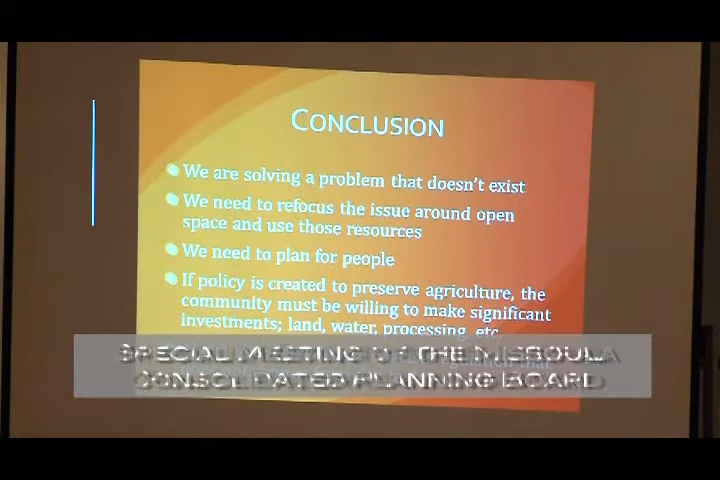 CONCLUSION
We are solving a problem that doesn't exist
We need to refocus the issue around open
space and use those resources
We need to plan for people
If policy is created to preserve agriculture, the
community must be willing to make significant
investments; land, water, processing, etc.
SPECIAL MEETING OF THE MISSOULA
CONSOLIDATED PLANNING BOARD
that